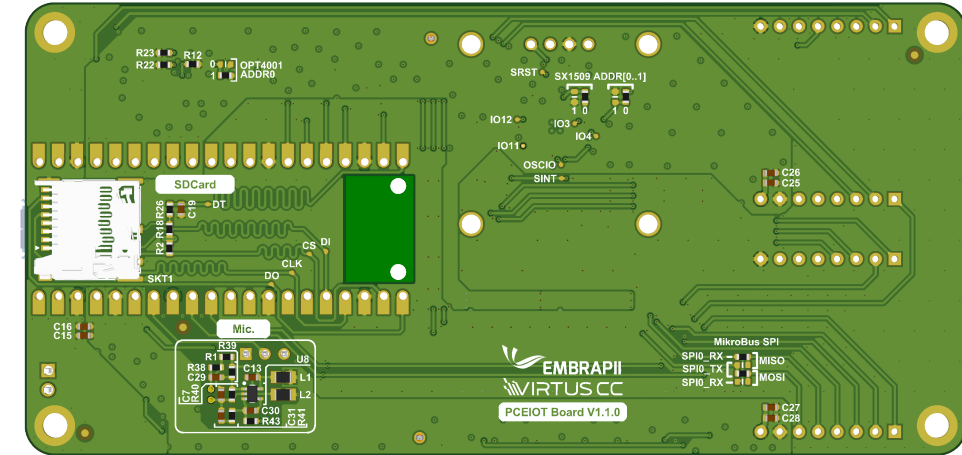 R23
R22
R12
0
1
OPT4001
ADDR0
SRST
SX1509 ADDR[0..1]
1 0
1 0
IO12
IO3
IO4
IO11
OSCIO
SINT
C26
C25
SDCard
R26
C19
DT
R18
R2
CS
DI
CLK
DO
SKT1
C16
C15
Mic.
R39
R1
U8
R38
C13
C29
L1
C7
R40
L2
C30
R43
C31
R41
EMBRAPII
VIRTUS CC
PCEIOT Board V1.1.0
MikroBus SPI
SPI0_RX
MISO
SPI0_TX
MOSI
SPI0_RX
C27
C28